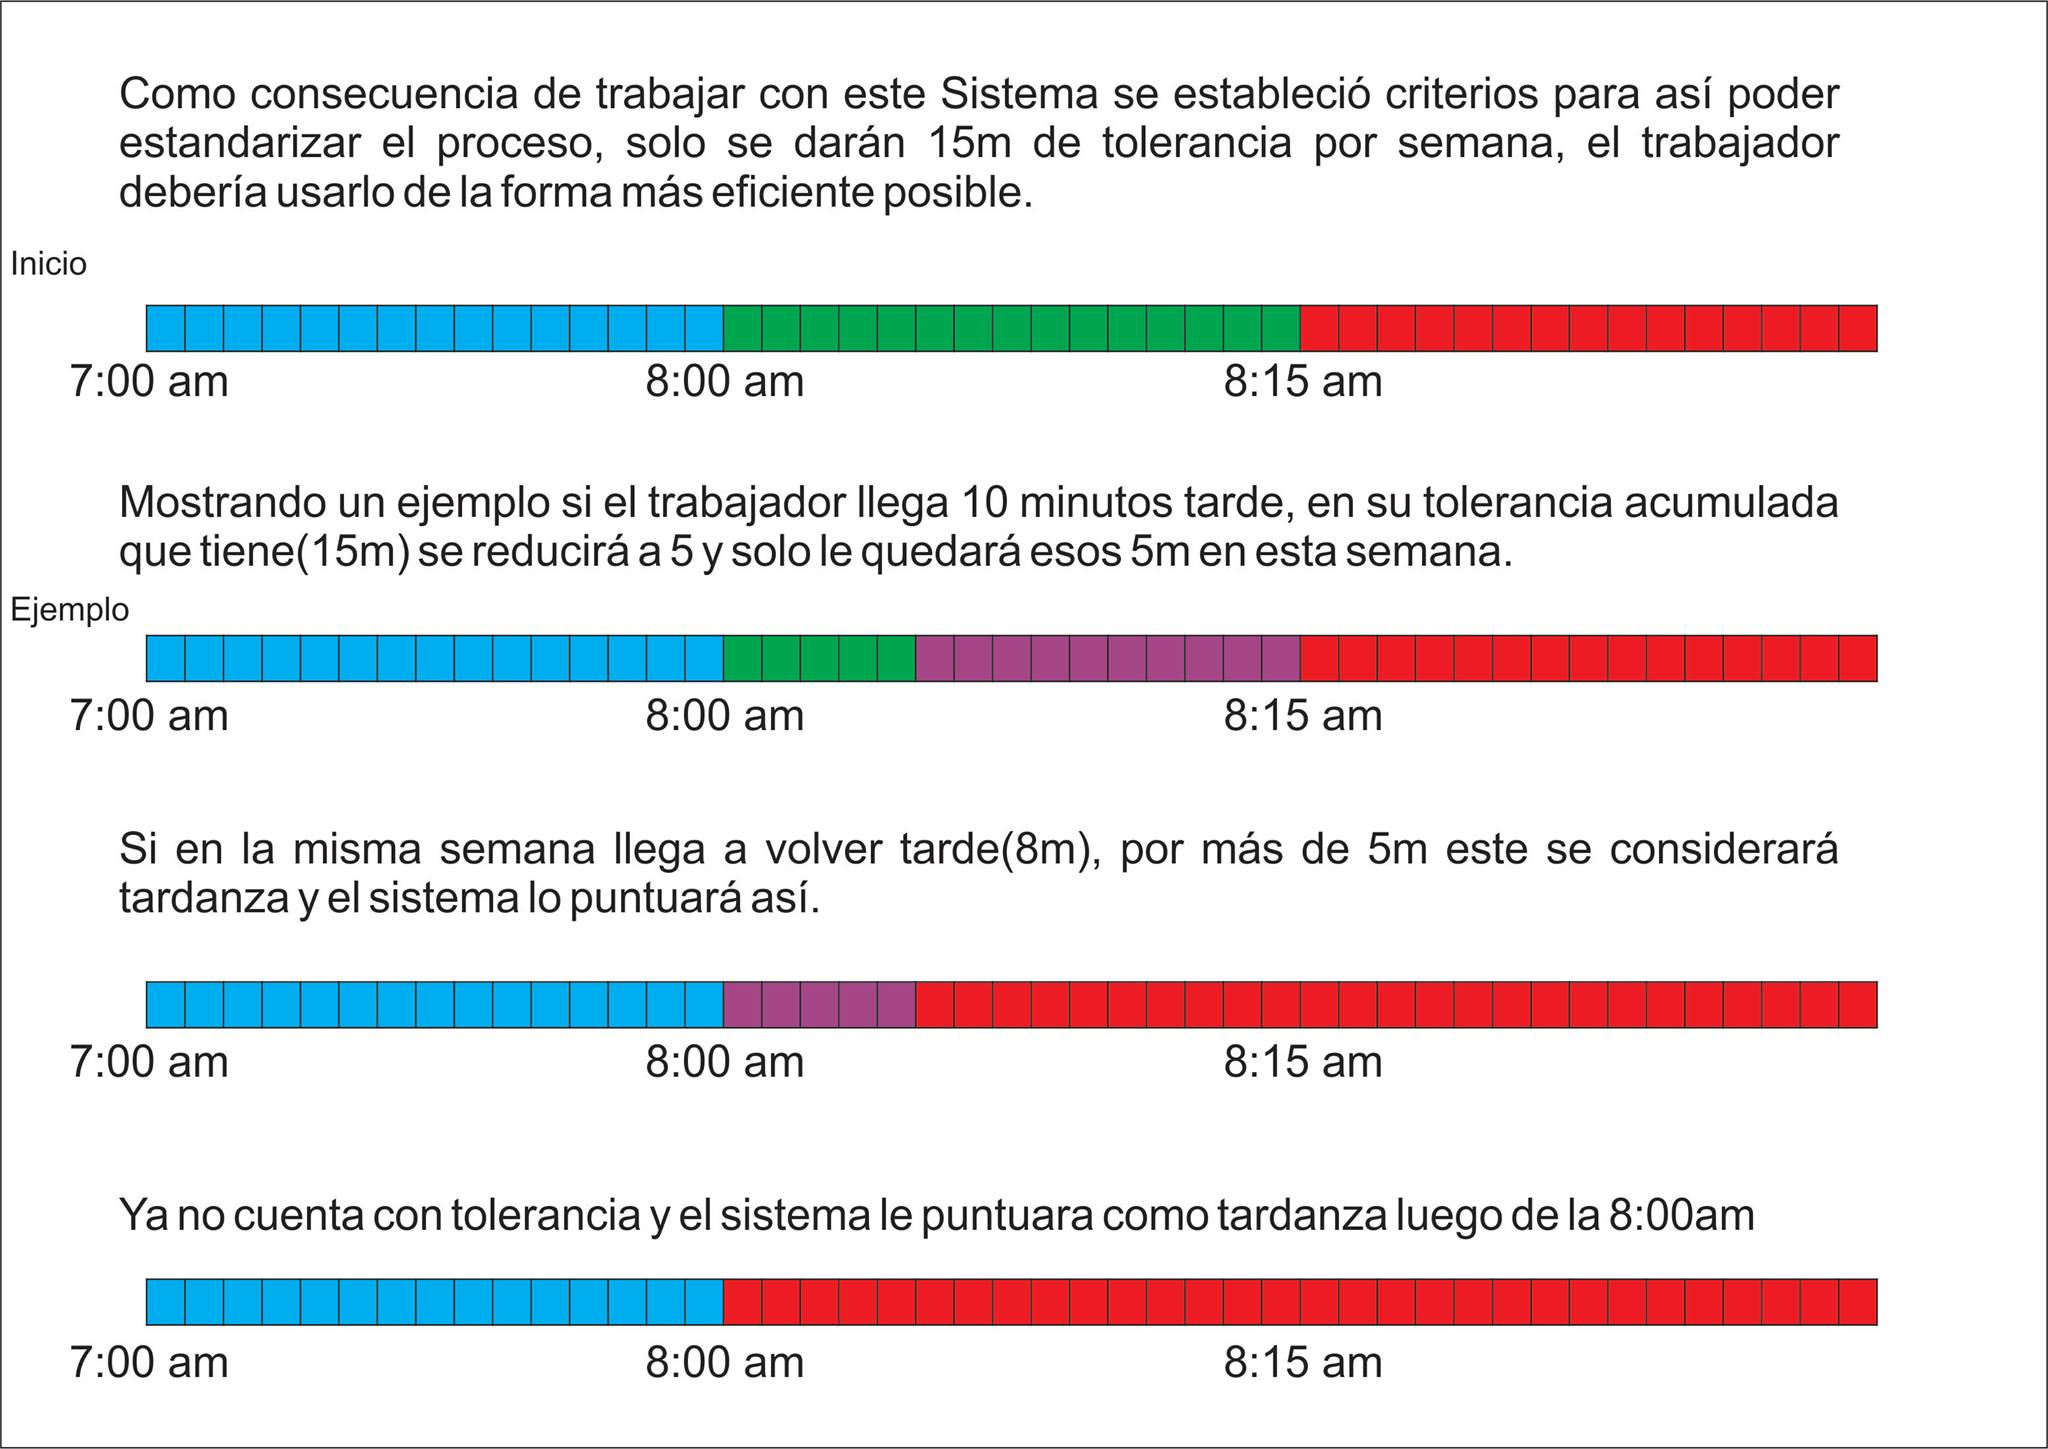 Como consecuencia de trabajar con este Sistema se estableció criterios para así poder
estandarizar el proceso, solo se darán 15m de tolerancia por semana, el trabajador
debería usarlo de la forma más eficiente posible.
Inicio
7:00 am 8:00 am 8:15 am
Mostrando un ejemplo si el trabajador llega 10 minutos tarde, en su tolerancia acumulada
que tiene(15m) se reducirá a 5 y solo le quedará esos 5m en esta semana.
Ejemplo
7:00 am 8:00 am 8:15 am
Si en la misma semana llega a volver tarde(8m), por más de 5m este se considerará
tardanza y el sistema lo puntuará así.
7:00 am 8:00 am 8:15 am
Ya no cuenta con tolerancia y el sistema le puntuara como tardanza luego de la 8:00am
7:00 am 8:00 am 8:15 am